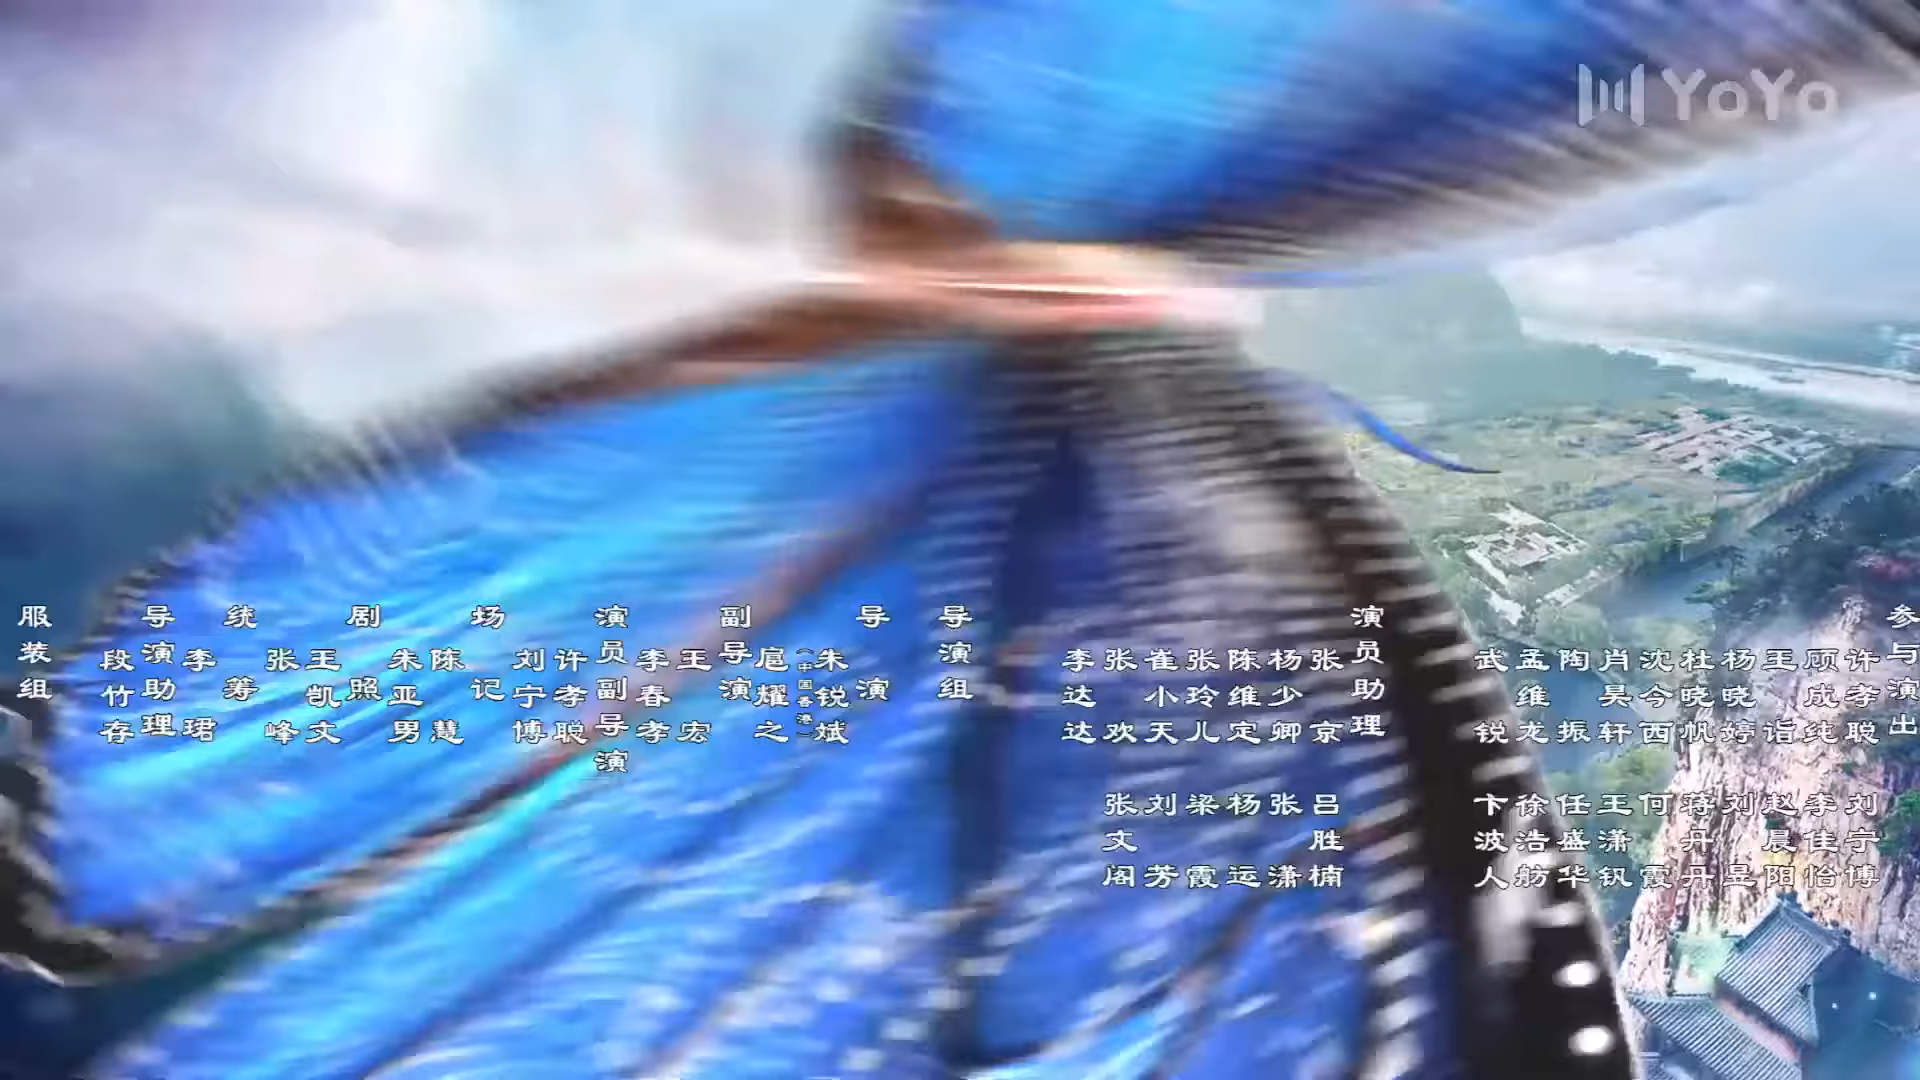 YoYo
参与演出
许孝聪
顾成纯
王诣
杨晓婷
杜晓帆
沈今西
肖昊轩
陶振
孟维龙
武锐
刘宁博
李佳怡
赵晨阳
刘昱
蒋丹丹
何霞
任盛华
徐浩舫
卞波人
演员助理
张京
杨少卿
陈维定
张玲儿
崔小天
张欢
李达达
吕胜楠
张潇
杨运
梁霞
刘芳
张文阁
导演组
导演
朱锐斌
（中国香港）
扈耀之
副导演
王宏
李春孝
演员副导演
许孝聪
刘宁博
场记
陈慧
朱亚男
剧照
王凯文
张峰
统筹
李珺
导演助理
段竹存
服装组